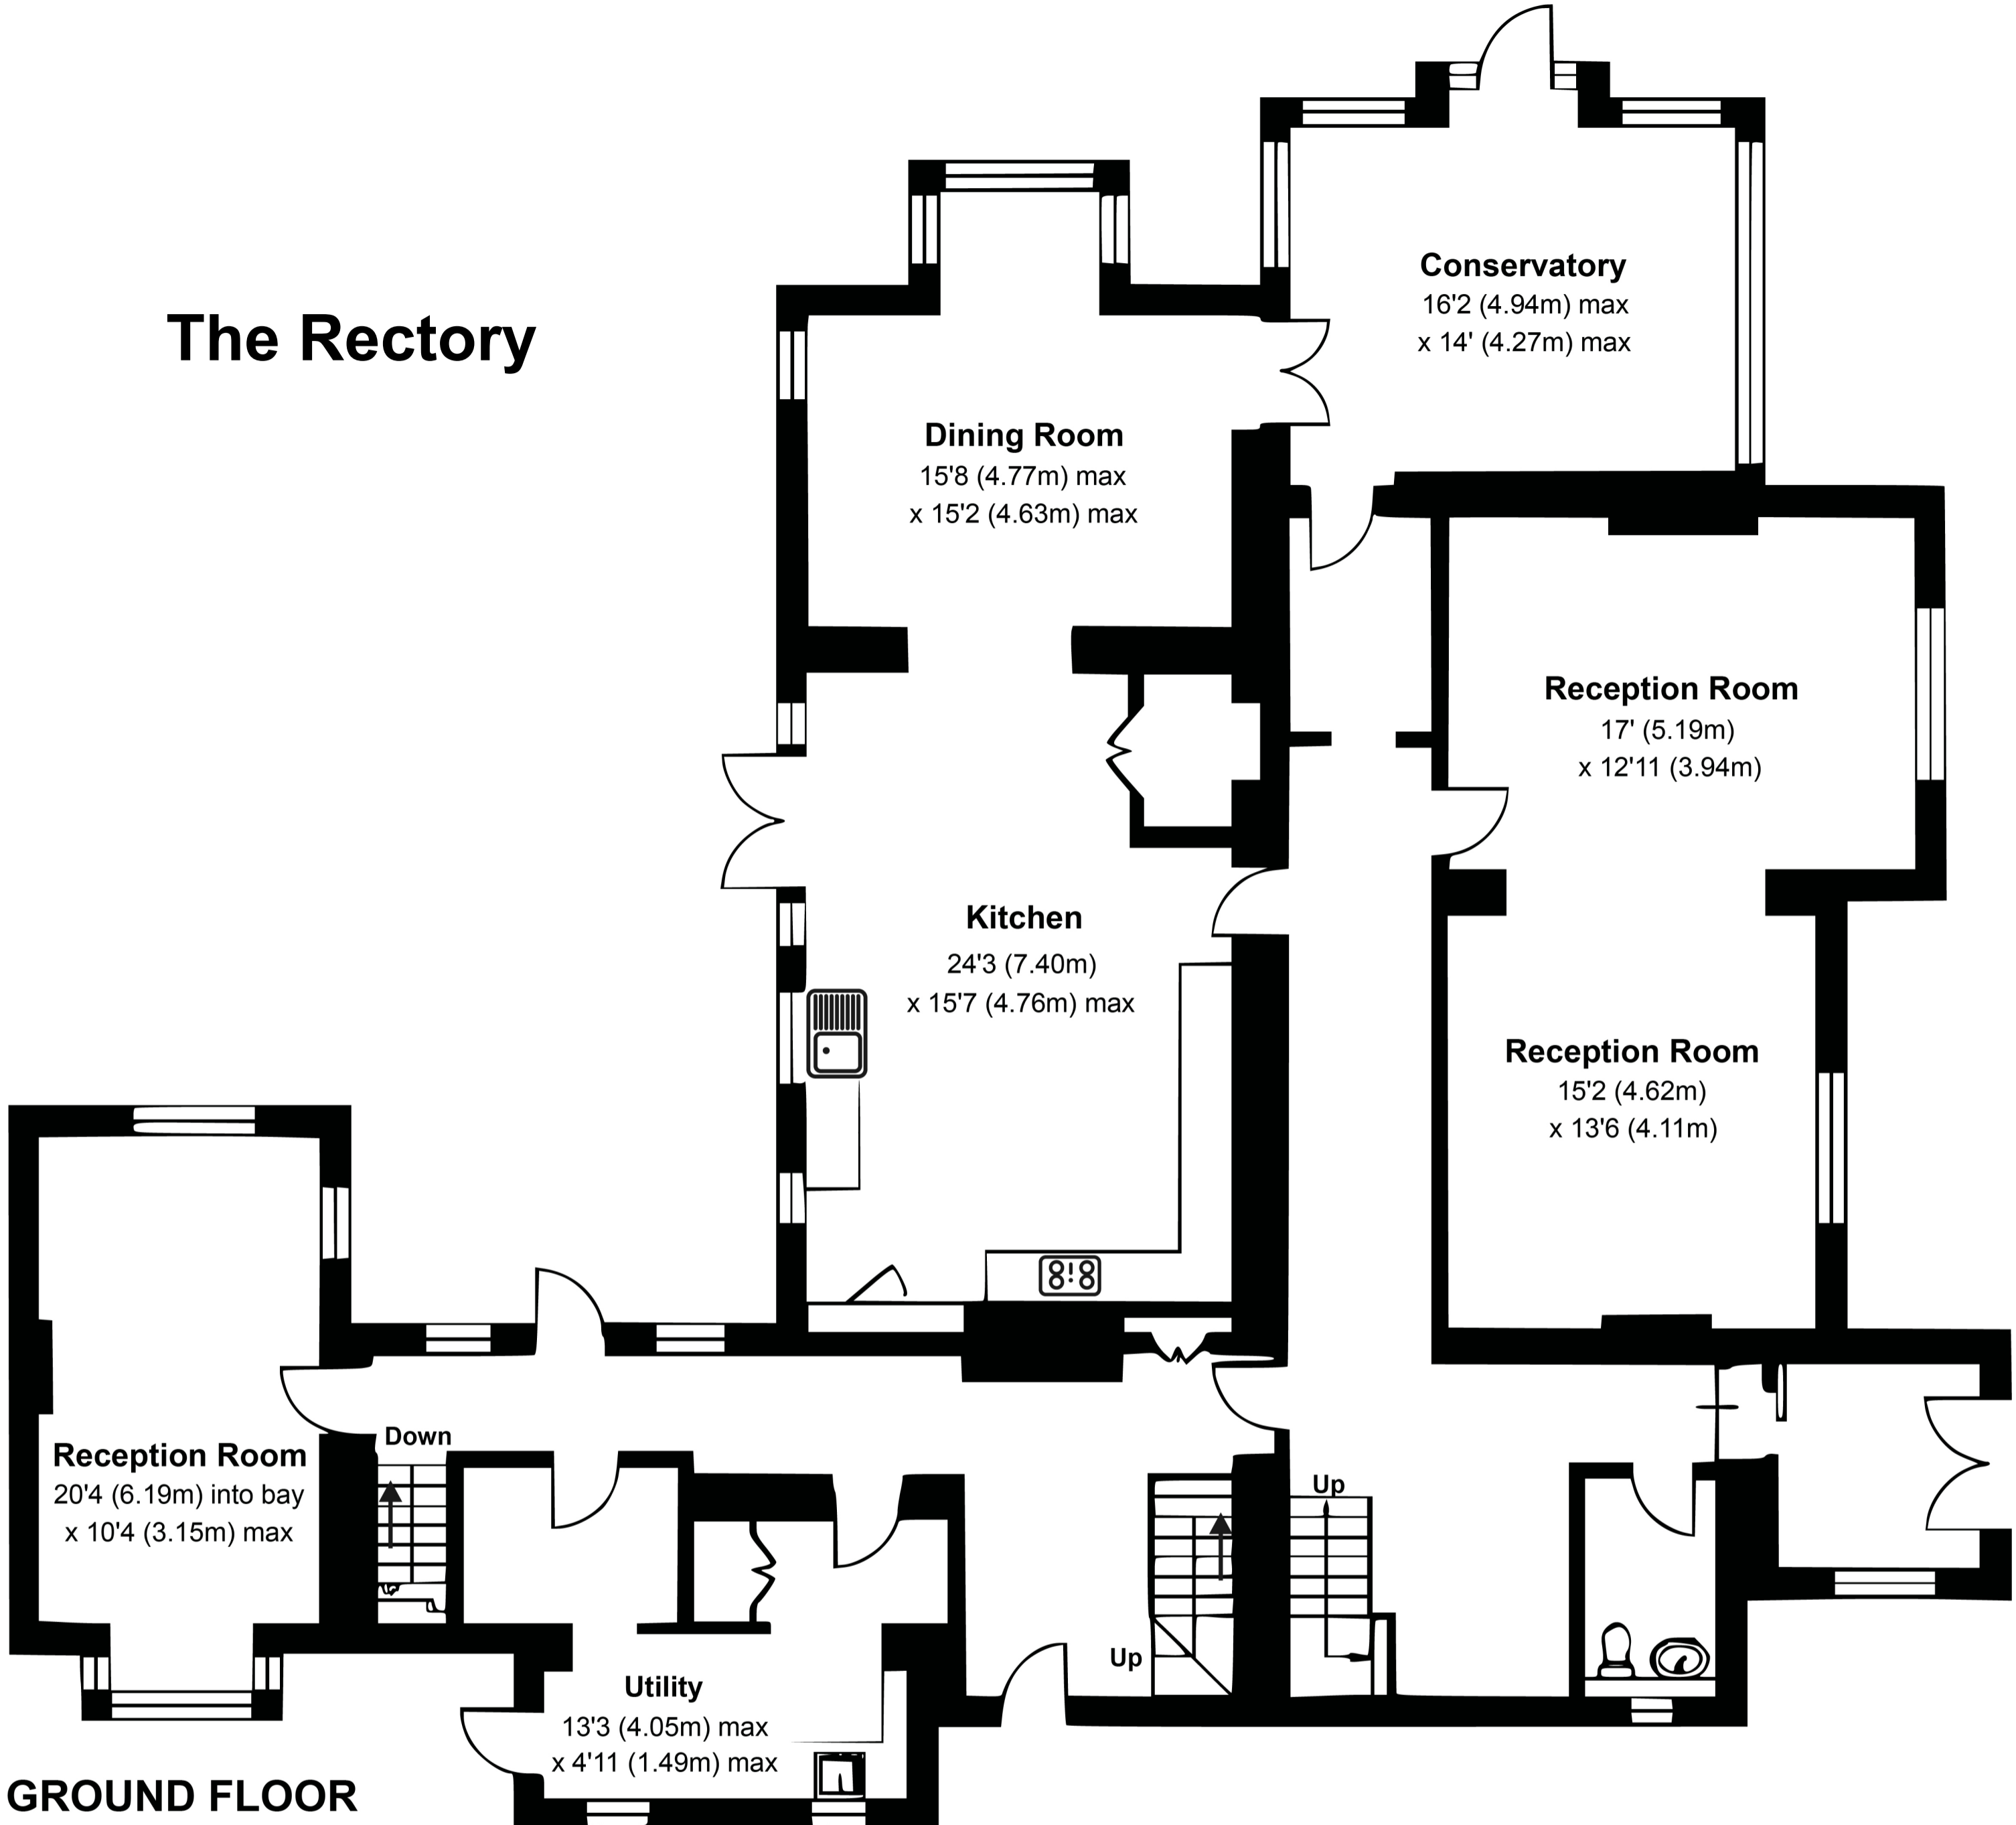 The Rectory
Conservatory
16'2 (4.94m) max
x 14' (4.27m) max
Dining Room
15'8 (4.77m) max
x 15'2 (4.63m) max
Reception Room
17' (5.19m)
x 12'11 (3.94m)
Kitchen
24'3 (7.40m)
x 15'7 (4.76m) max
Reception Room
15'2 (4.62m)
x 13'6 (4.11m)
Reception Room
20'4 (6.19m) into bay
x 10'4 (3.15m) max
Down
Up
Up
Utility
13'3 (4.05m) max
x 4'11 (1.49m) max
GROUND FLOOR